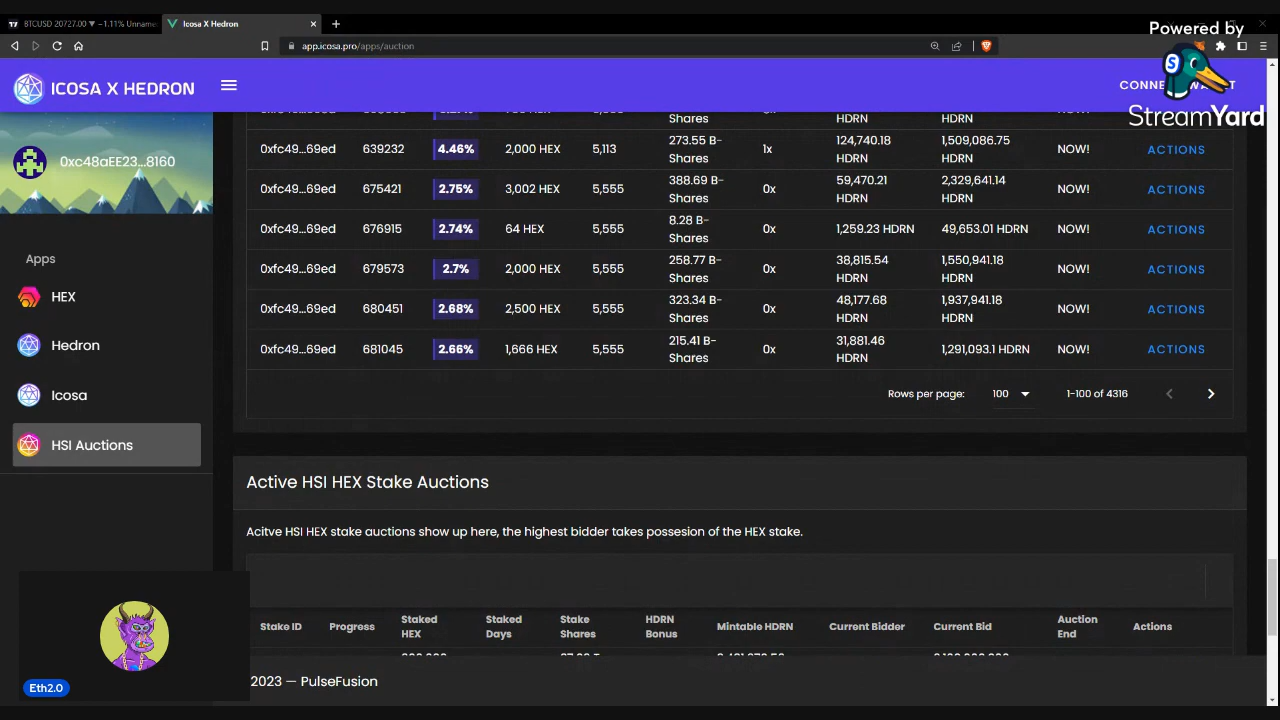 BTCUSD 20727.00 ▼ −1.11% Unname
Icosa X Hedron
Powered by
app.icosa.pro/apps/auction
ICOSA X HEDRON
StreamYard
0xc48aEE23...8160
Apps
HEX
Hedron
Icosa
HSI Auctions
Shares HDRN HDRN
0xfc49...69ed 639232 4.46% 2,000 HEX 5,113 273.55 B-Shares 1x 124,740.18 HDRN 1,509,086.75 HDRN NOW! ACTIONS
0xfc49...69ed 675421 2.75% 3,002 HEX 5,555 388.69 B-Shares 0x 59,470.21 HDRN 2,329,641.14 HDRN NOW! ACTIONS
0xfc49...69ed 676915 2.74% 64 HEX 5,555 8.28 B-Shares 0x 1,259.23 HDRN 49,653.01 HDRN NOW! ACTIONS
0xfc49...69ed 679573 2.7% 2,000 HEX 5,555 258.77 B-Shares 0x 38,815.54 HDRN 1,550,941.18 HDRN NOW! ACTIONS
0xfc49...69ed 680451 2.68% 2,500 HEX 5,555 323.34 B-Shares 0x 48,177.68 HDRN 1,937,941.18 HDRN NOW! ACTIONS
0xfc49...69ed 681045 2.66% 1,666 HEX 5,555 215.41 B-Shares 0x 31,881.46 HDRN 1,291,093.1 HDRN NOW! ACTIONS
Rows per page: 100 1-100 of 4316
Active HSI HEX Stake Auctions
Acitve HSI HEX stake auctions show up here, the highest bidder takes possesion of the HEX stake.
Stake ID Progress Staked HEX Staked Days Stake Shares HDRN Bonus Mintable HDRN Current Bidder Current Bid Auction End Actions
2023 — PulseFusion
Eth2.0